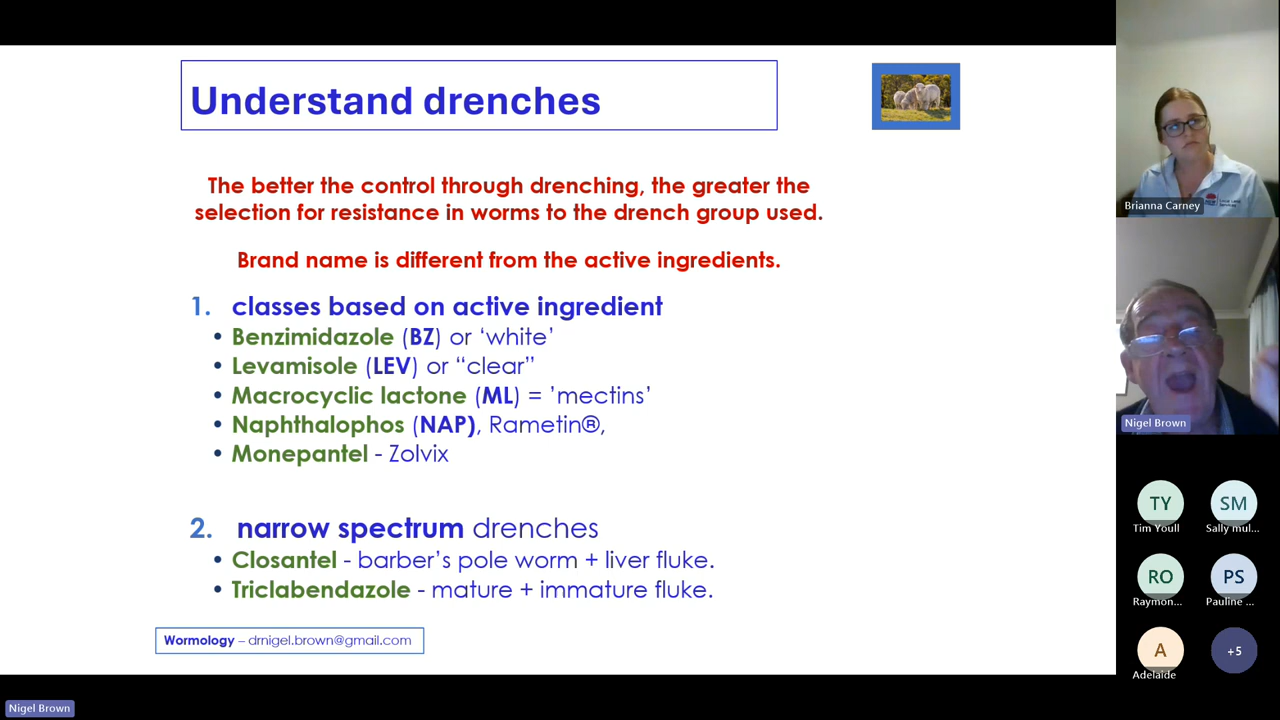 Understand drenches
The better the control through drenching, the greater the
selection for resistance in worms to the drench group used.
Brand name is different from the active ingredients.
1. classes based on active ingredient
• Benzimidazole (BZ) or ‘white’
• Levamisole (LEV) or “clear”
• Macrocyclic lactone (ML) = ’mectins’
• Naphthalophos (NAP), Rametin®,
• Monepantel - Zolvix
2. narrow spectrum drenches
• Closantel - barber’s pole worm + liver fluke.
• Triclabendazole - mature + immature fluke.
Wormology – drnigel.brown@gmail.com
Nigel Brown
Brianna Carney
Nigel Brown
TY
Tim Youll
SM
Sally mul...
RO
Raymon...
PS
Pauline ...
A
Adelaide
+5